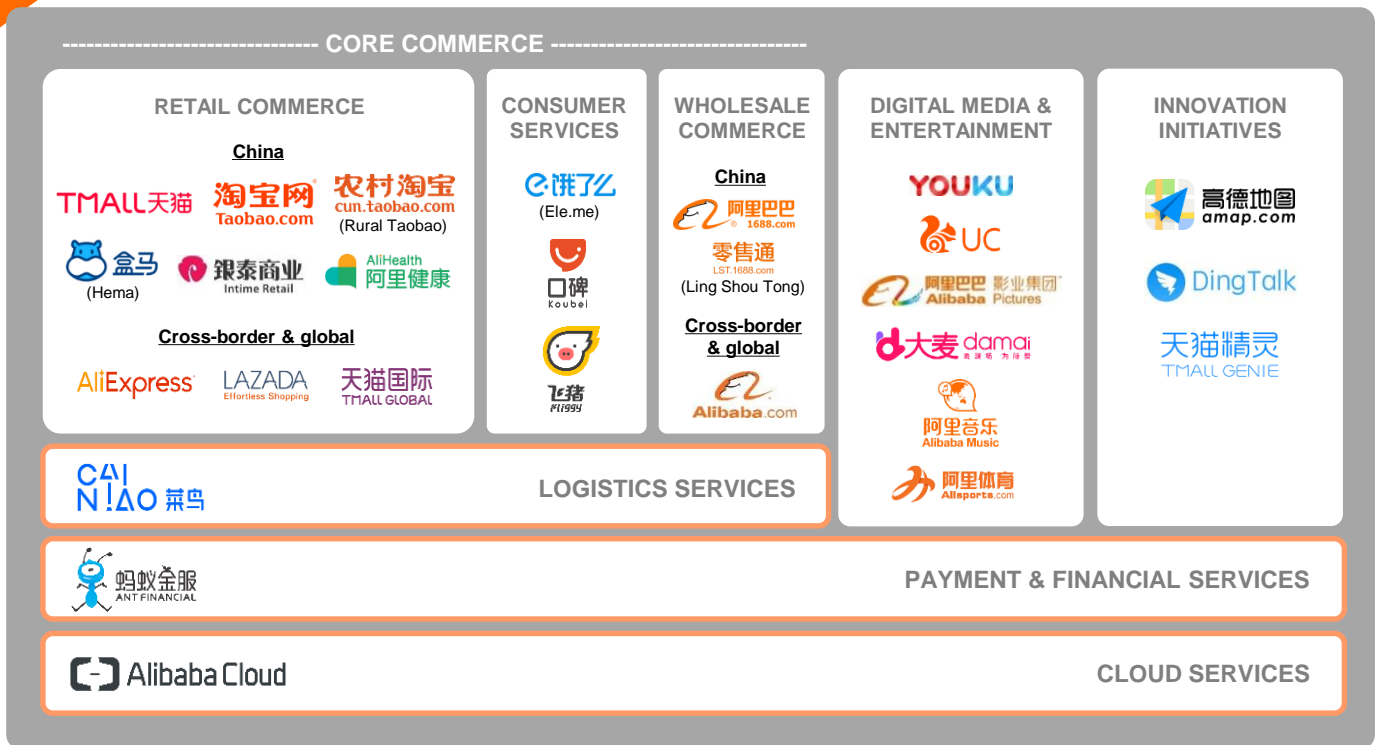 ------------------------------- CORE COMMERCE -------------------------------
RETAIL COMMERCE
China
TMALL天猫
淘宝网
Taobao.com
农村淘宝
cun.taobao.com
(Rural Taobao)
盒马
(Hema)
銀泰商业
Intime Retail
AliHealth
阿里健康
Cross-border & global
AliExpress
LAZADA
Effortless Shopping
天猫国际
TMALL GLOBAL
CONSUMER
SERVICES
饿了么
(Ele.me)
口碑
Koubei
飞猪
Fliggy
WHOLESALE
COMMERCE
China
阿里巴巴
® 1688.com
零售通
LST.1688.com
(Ling Shou Tong)
Cross-border
& global
Alibaba.com
DIGITAL MEDIA &
ENTERTAINMENT
YOUKU
UC
阿里巴巴 影业集团
Alibaba Pictures
大麦 damai
阿里音乐
Alibaba Music
阿里体育
Alisports.com
INNOVATION
INITIATIVES
高德地图
amap.com
DingTalk
天猫精灵
TMALL GENIE
CAI
NIAO 菜鸟
LOGISTICS SERVICES
蚂蚁金服
ANT FINANCIAL
PAYMENT & FINANCIAL SERVICES
Alibaba Cloud
CLOUD SERVICES